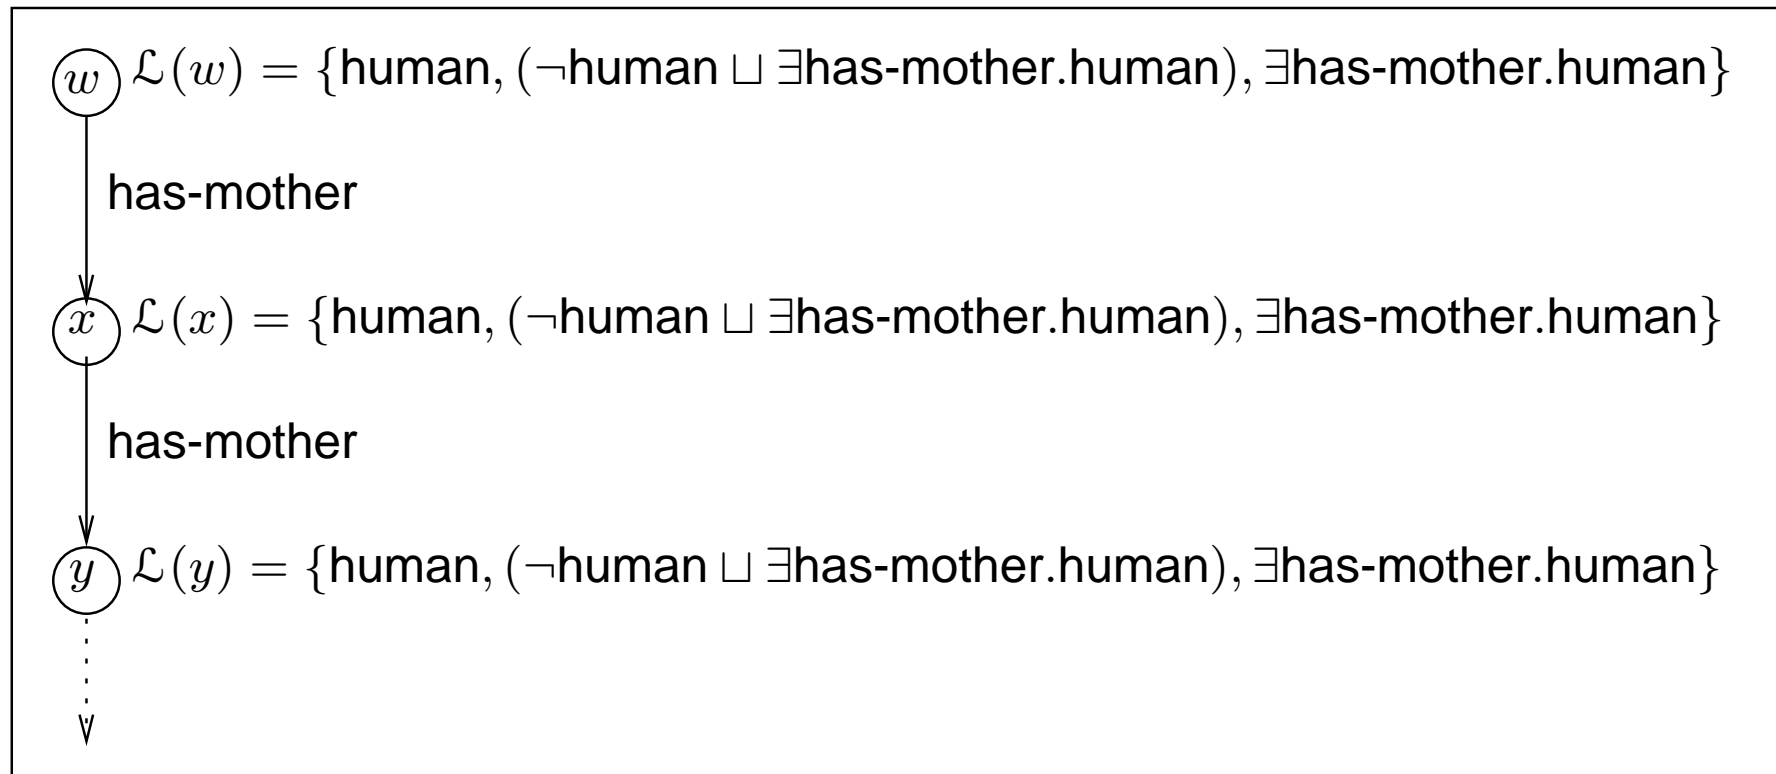 w ℒ(w) = {human, (¬human ⊔ ∃has-mother.human), ∃has-mother.human}
has-mother
x ℒ(x) = {human, (¬human ⊔ ∃has-mother.human), ∃has-mother.human}
has-mother
y ℒ(y) = {human, (¬human ⊔ ∃has-mother.human), ∃has-mother.human}